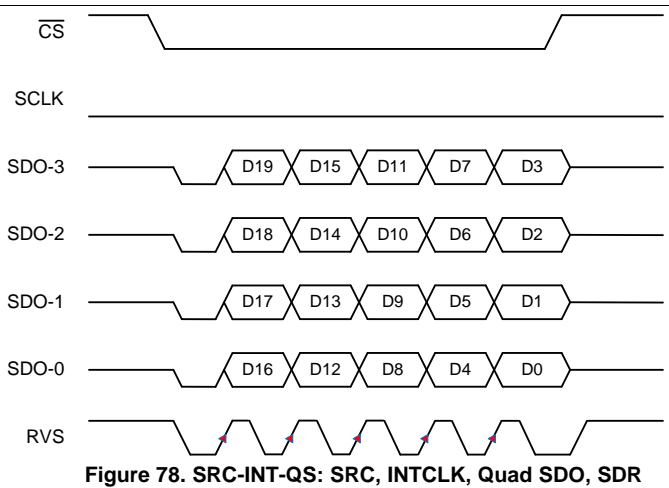 CS
SCLK
SDO-3 D19 D15 D11 D7 D3
SDO-2 D18 D14 D10 D6 D2
SDO-1 D17 D13 D9 D5 D1
SDO-0 D16 D12 D8 D4 D0
RVS
Figure 78. SRC-INT-QS: SRC, INTCLK, Quad SDO, SDR